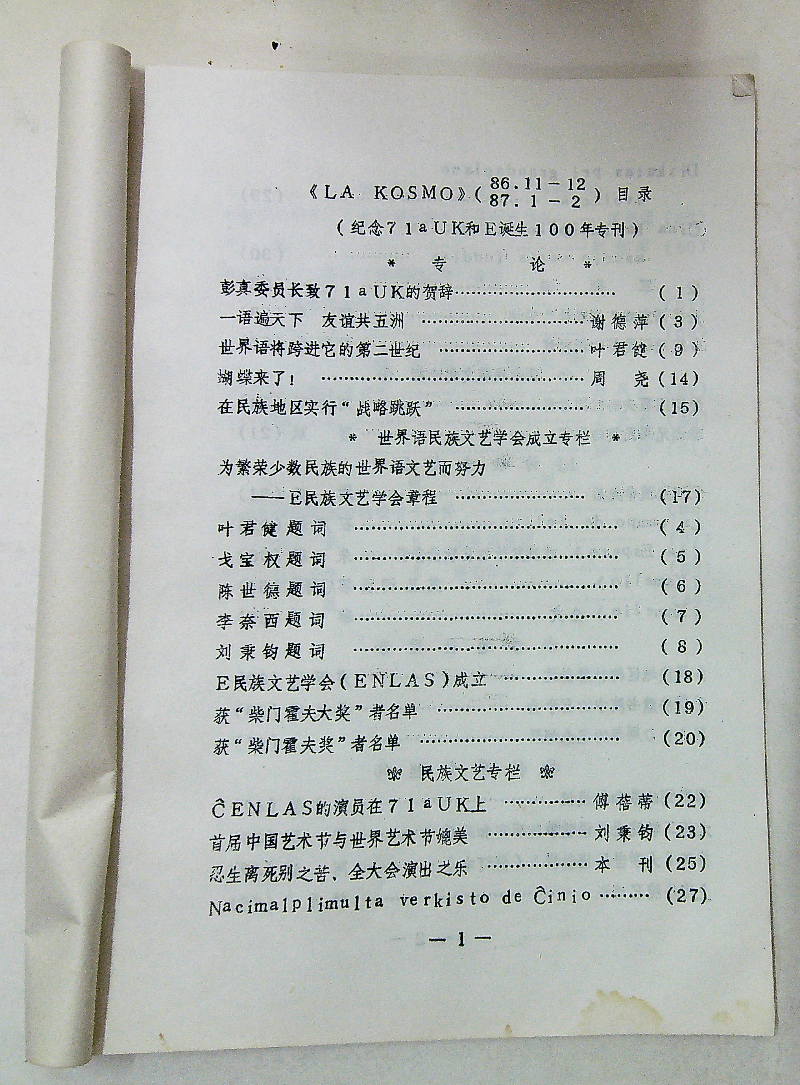 《LA KOSMO》(86.11-12 87.1-2) 目录
(纪念71aUK和E诞生100年专刊)
* 专 论 *
彭真委员长致71aUK的贺辞………………………… (1)
一语遍天下 友谊共五洲 ………………………谢德萍(3)
世界语将跨进它的第二世纪 ……………………叶君健(9)
蝴蝶来了! ………………………………………周 尧(14)
在民族地区实行“战略跳跃” …………………… (15)
* 世界语民族文艺学会成立专栏 *
为繁荣少数民族的世界语文艺而努力
——E民族文艺学会章程 …………………… (17)
叶君健题词 ……………………………………… (4)
戈宝权题词 ……………………………………… (5)
陈世德题词 ……………………………………… (6)
李奈西题词 ……………………………………… (7)
刘秉钧题词 ……………………………………… (8)
E民族文艺学会(ENLAS)成立 ………………… (18)
获“柴门霍夫大奖”者名单 ………………………… (19)
获“柴门霍夫奖”者名单 …………………………… (20)
民族文艺专栏
ĈENLAS的演员在71aUK上 ……………傅蓓蒂(22)
首届中国艺术节与世界艺术节媲美 ………………刘秉钧(23)
忍生离死别之苦、全大会演出之乐 ………………本 刊(25)
Nacimalplimulta verkisto de Ĉinio ……… (27)
— 1 —